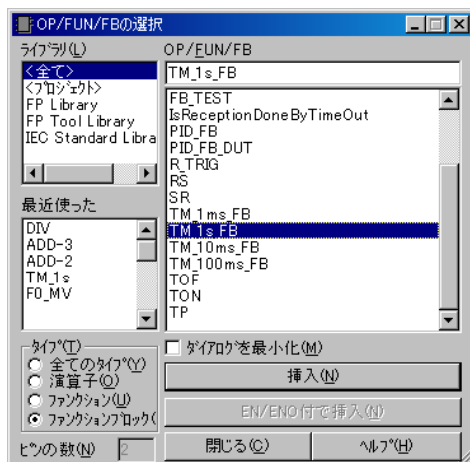 OP/FUN/FBの選択
ライブラリ(L)
<全て>
<プロジェクト>
FP Library
FP Tool Library
IEC Standard Libra
最近使った
DIV
ADD-3
ADD-2
TM_1s
F0_MV
タイプ(T)
全てのタイプ(Y)
演算子(O)
ファンクション(U)
ファンクションブロック(
ピンの数(N) 2
OP/FUN/FB
TM_1s_FB
FB_TEST
IsReceptionDoneByTimeOut
PID_FB
PID_FB_DUT
R_TRIG
RS
SR
TM_1ms_FB
TM_1s_FB
TM_10ms_FB
TM_100ms_FB
TOF
TON
TP
ダイアログを最小化(M)
挿入(N)
EN/ENO付で挿入(N)
閉じる(C)
ヘルプ(H)